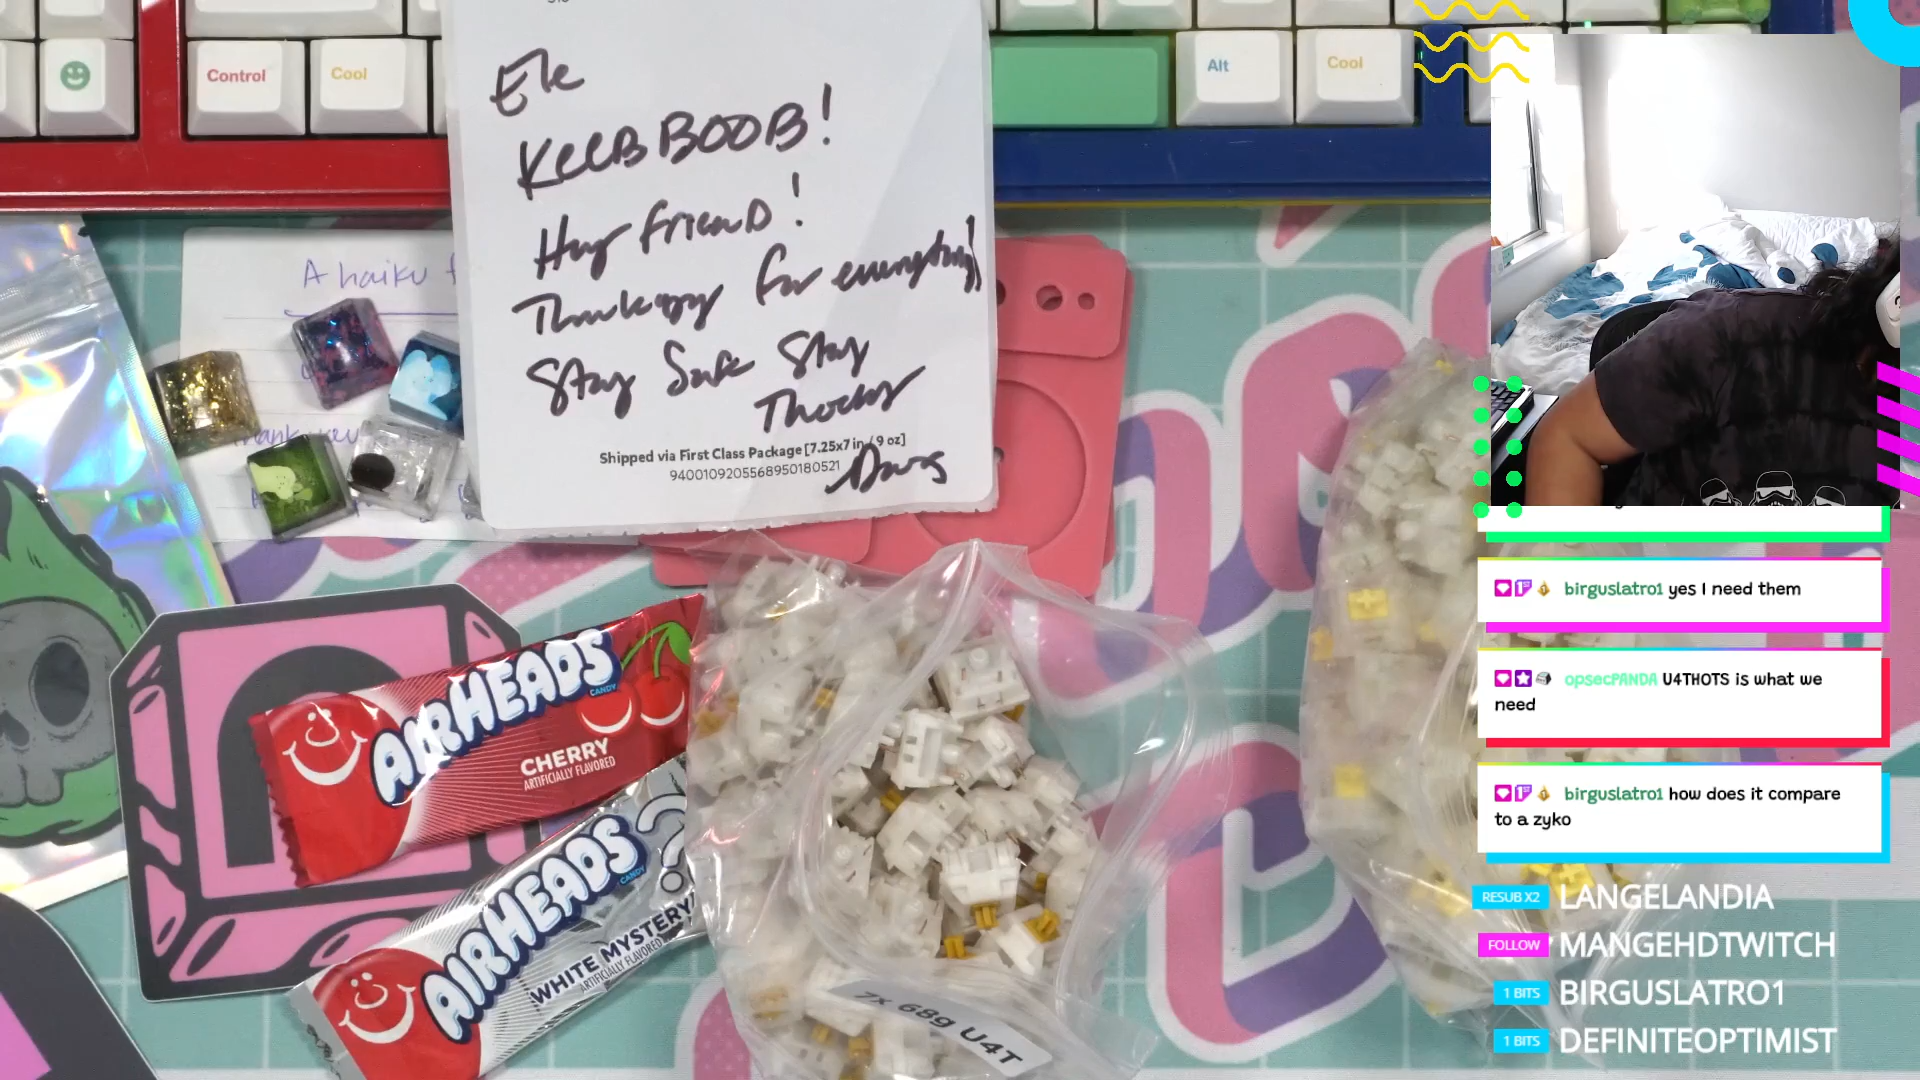 Control
Cool
Alt
Cool
Ele
KeeB BOOB!
Hey friend!
Thank you for everything!
Stay Safe Stay
Thocky
Shipped via First Class Package [7.25x7 in / 9 oz]
9400109205568950180521
A haiku f
AIRHEADS
CANDY
CHERRY
ARTIFICIALLY FLAVORED
AIRHEADS
CANDY
WHITE MYSTERY
ARTIFICIALLY FLAVORED
?
7x 68g U4T
birguslatro1 yes I need them
opsecPANDA U4THOTS is what we
need
birguslatro1 how does it compare
to a zyko
RESUB X2 LANGELANDIA
FOLLOW MANGEHDTWITCH
1 BITS BIRGUSLATRO1
1 BITS DEFINITEOPTIMIST